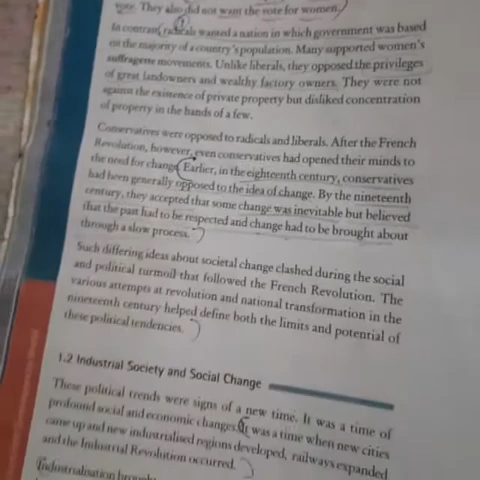 vote. They also did not want the vote for women.
In contrast, radicals wanted a nation in which government was based
on the majority of a country's population. Many supported women's
suffragette movements. Unlike liberals, they opposed the privileges
of great landowners and wealthy factory owners. They were not
against the existence of private property but disliked concentration
of property in the hands of a few.
Conservatives were opposed to radicals and liberals. After the French
Revolution, however, even conservatives had opened their minds to
the need for change. Earlier, in the eighteenth century, conservatives
had been generally opposed to the idea of change. By the nineteenth
century, they accepted that some change was inevitable but believed
that the past had to be respected and change had to be brought about
through a slow process.
Such differing ideas about societal change clashed during the social
and political turmoil that followed the French Revolution. The
various attempts at revolution and national transformation in the
nineteenth century helped define both the limits and potential of
these political tendencies.
1.2 Industrial Society and Social Change
These political trends were signs of a new time. It was a time of
profound social and economic changes. It was a time when new cities
came up and new industrialised regions developed, railways expanded
and the Industrial Revolution occurred.
Industrialisation brought